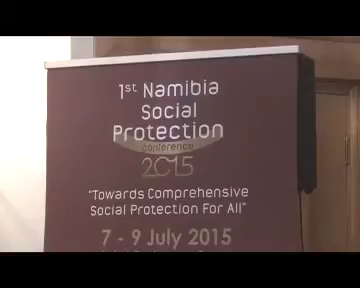 1st Namibia
Social
Protection
conference
2015
"Towards Comprehensive
Social Protection For All"
7 - 9 July 2015